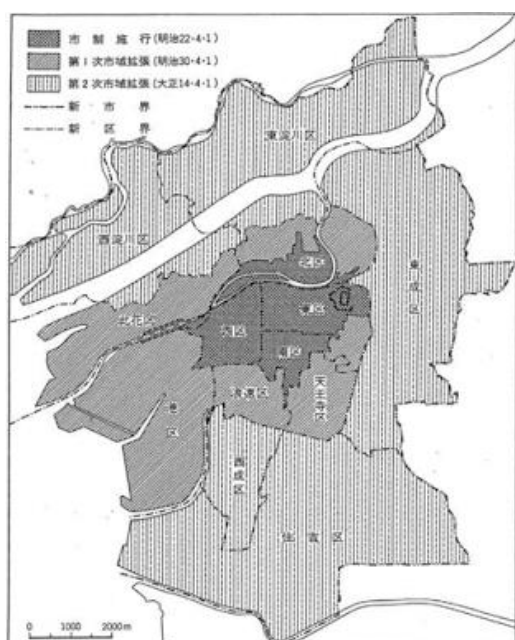 市制施行(明治22・4・1)
第1次市域拡張(明治30・4・1)
第2次市域拡張(大正14・4・1)
新市界
新区界
東淀川区
西淀川区
北区
東成区
此花区
東区
西区
南区
港区
浪速区
天王寺区
西成区
住吉区
0 1000 2000m